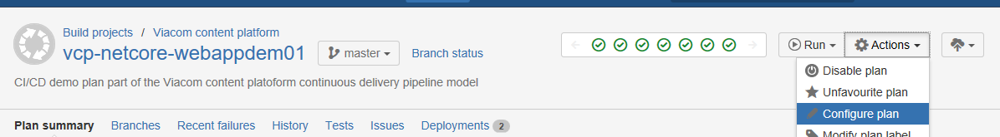 Build projects / Viacom content platform
vcp-netcore-webappdem01 master Branch status
Run Actions
CI/CD demo plan part of the Viacom content platoform continuous delivery pipeline model
Disable plan
Unfavourite plan
Configure plan
Modify plan label
Plan summary Branches Recent failures History Tests Issues Deployments 2